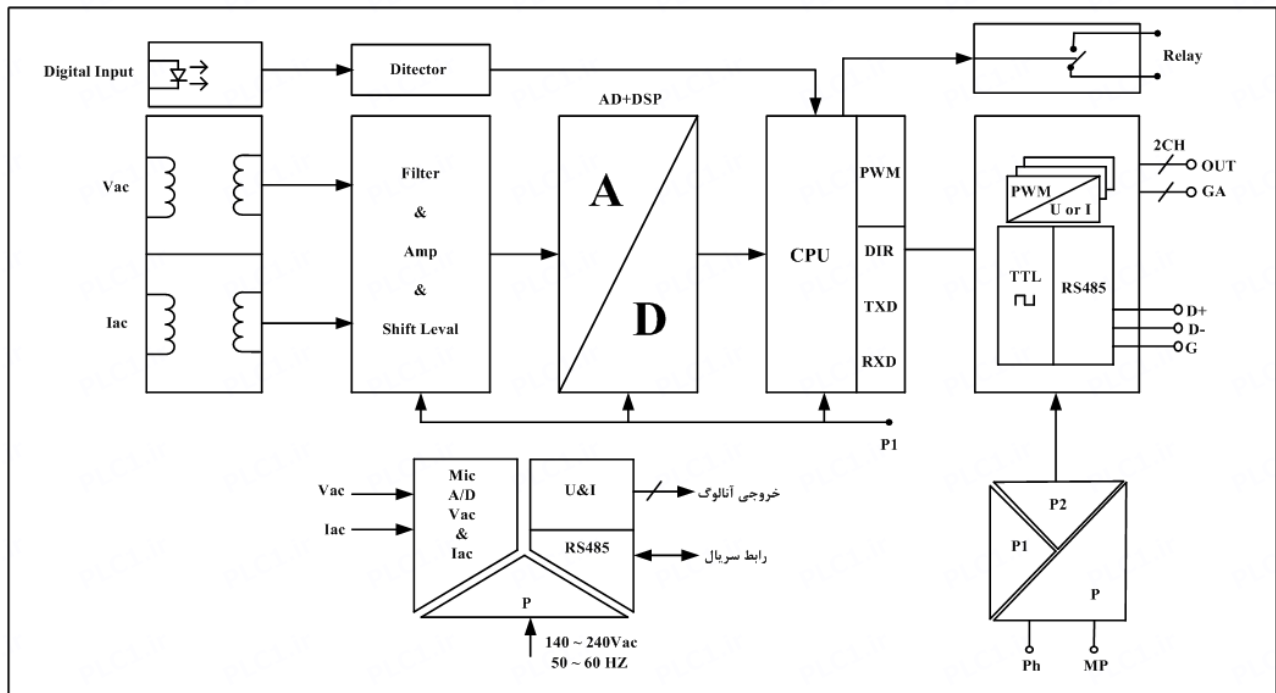 Digital Input
Ditector
Relay
AD+DSP
Vac
Iac
Filter
&
Amp
&
Shift Leval
A
D
CPU
PWM
DIR
TXD
RXD
PWM
U or I
TTL
RS485
2CH
OUT
GA
D+
D-
G
P1
Vac
Iac
Mic
A/D
Vac
&
Iac
U&I
RS485
خروجی آنالوگ
رابط سریال
P
140 ~ 240Vac
50 ~ 60 HZ
P1
P2
P
Ph
MP
PLC1.ir